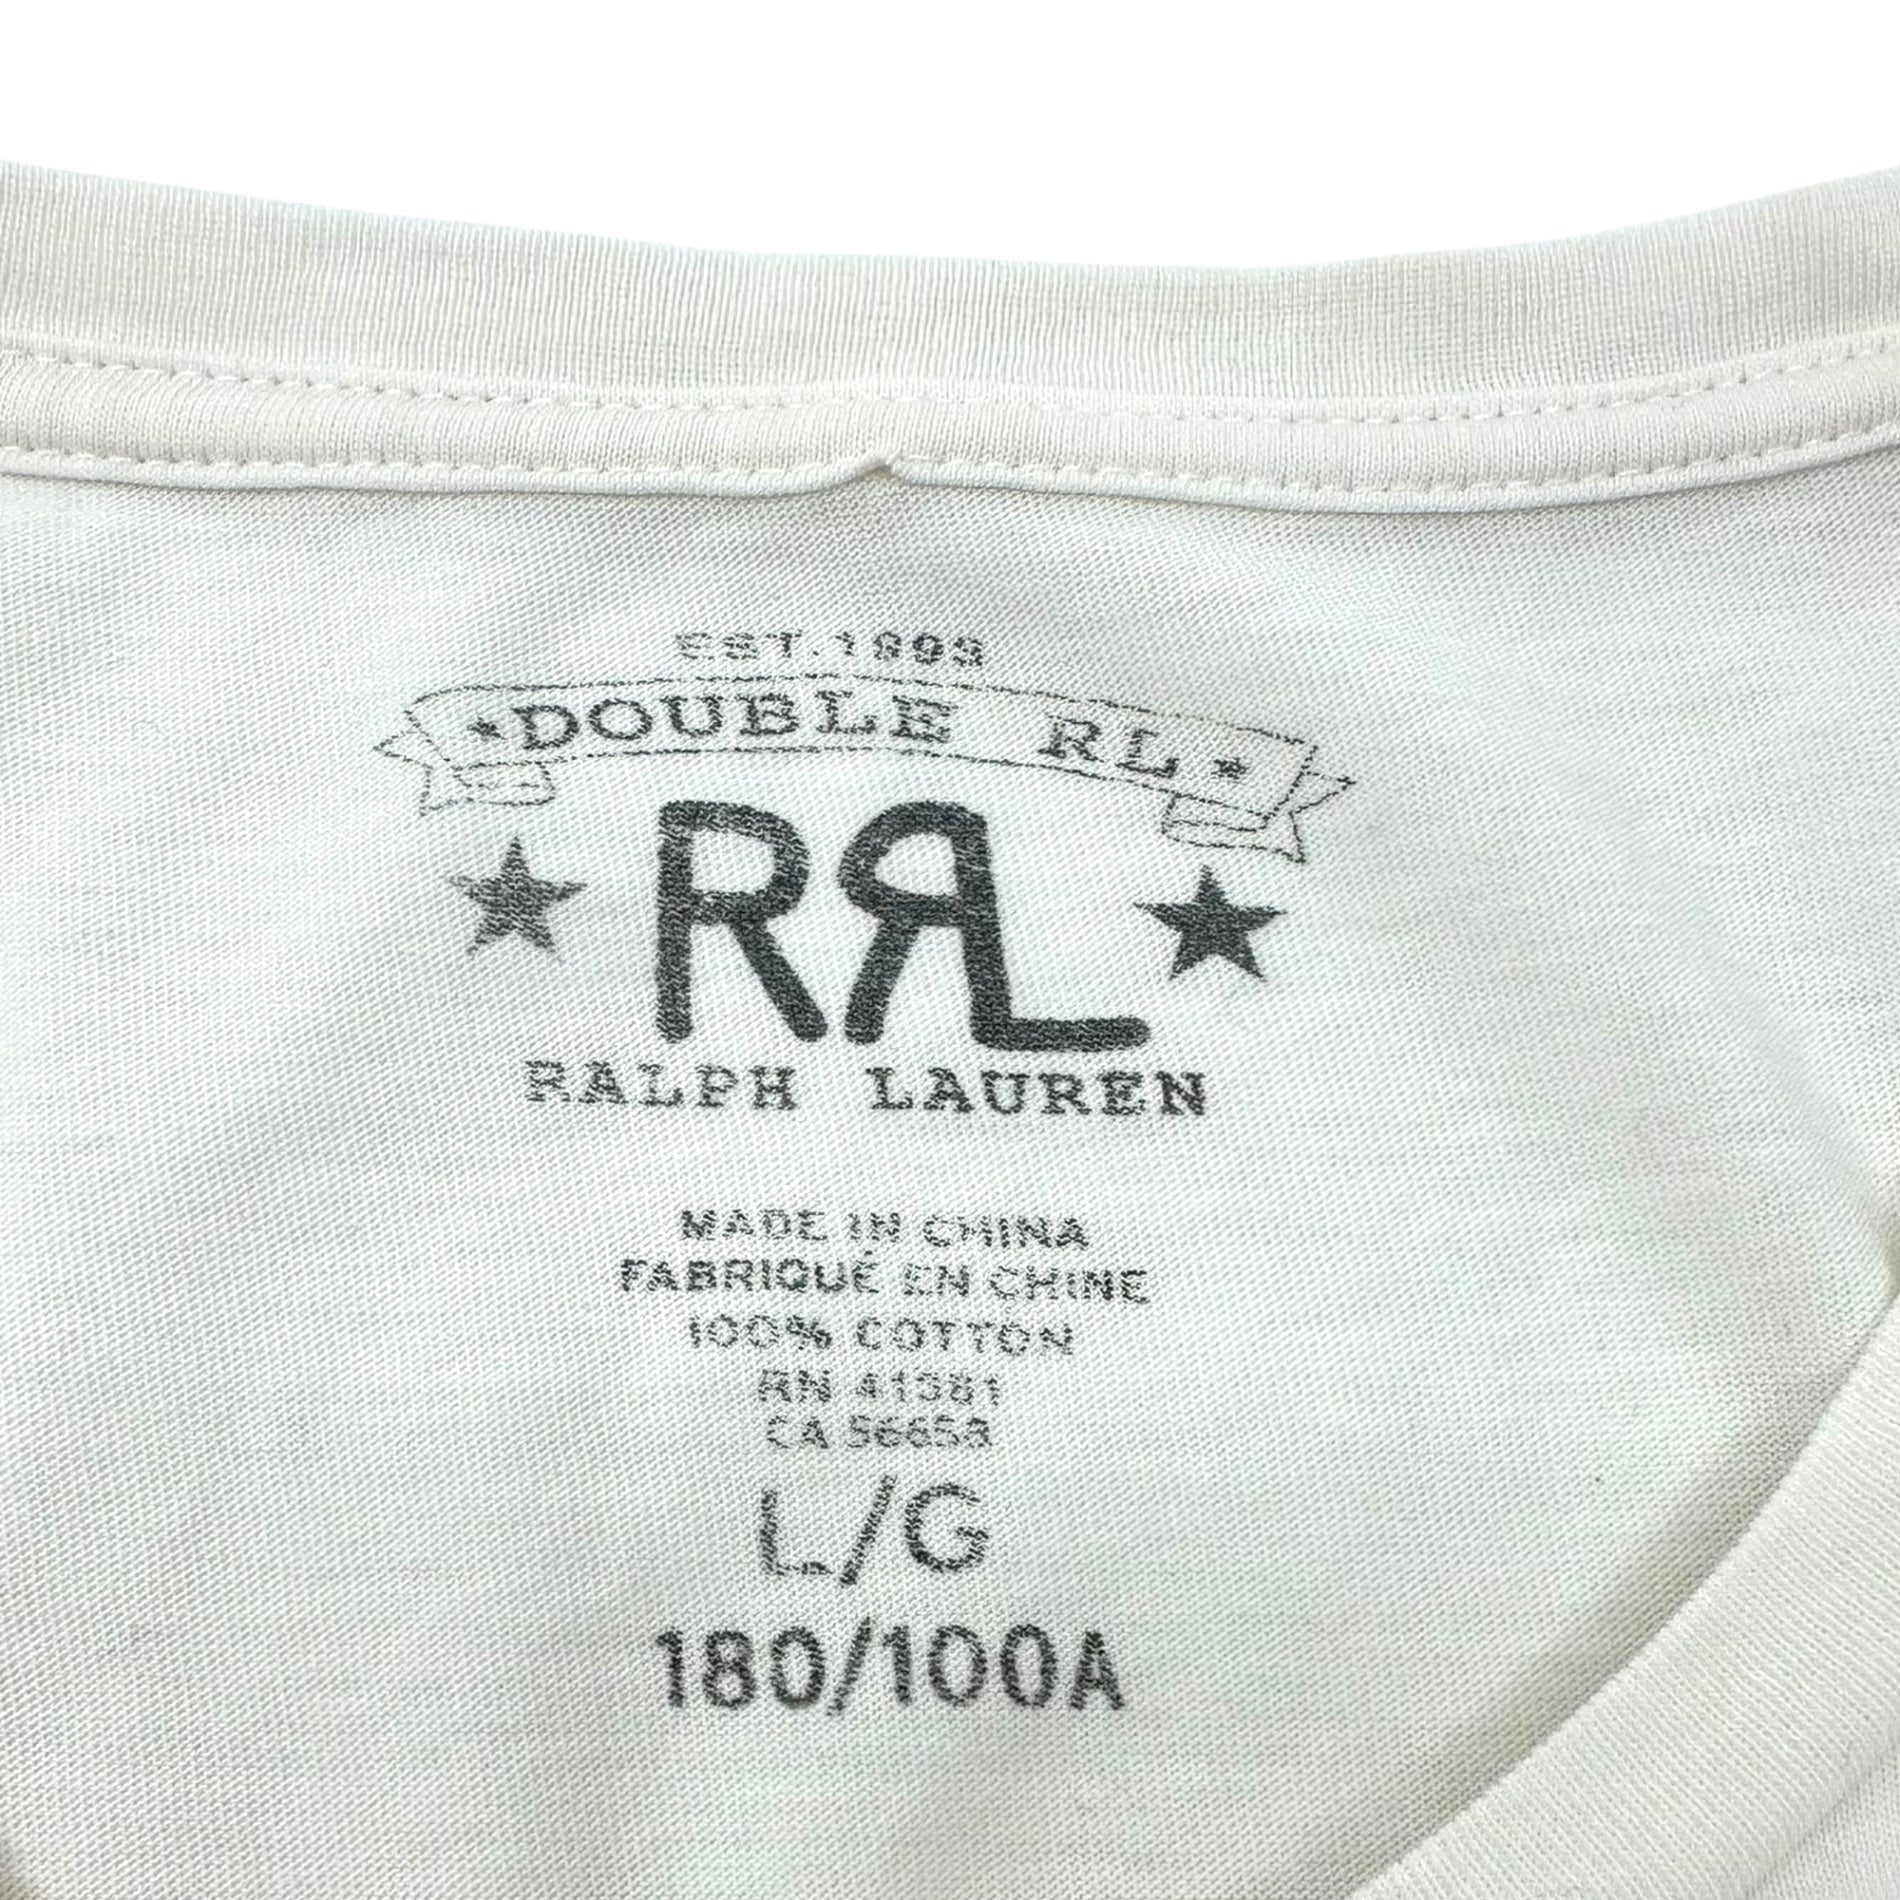 EST. 1993
★DOUBLE RL★
RRL
RALPH LAUREN
MADE IN CHINA
FABRIQUÉ EN CHINE
100% COTTON
RN 41381
CA 56658
L/G
180/100A